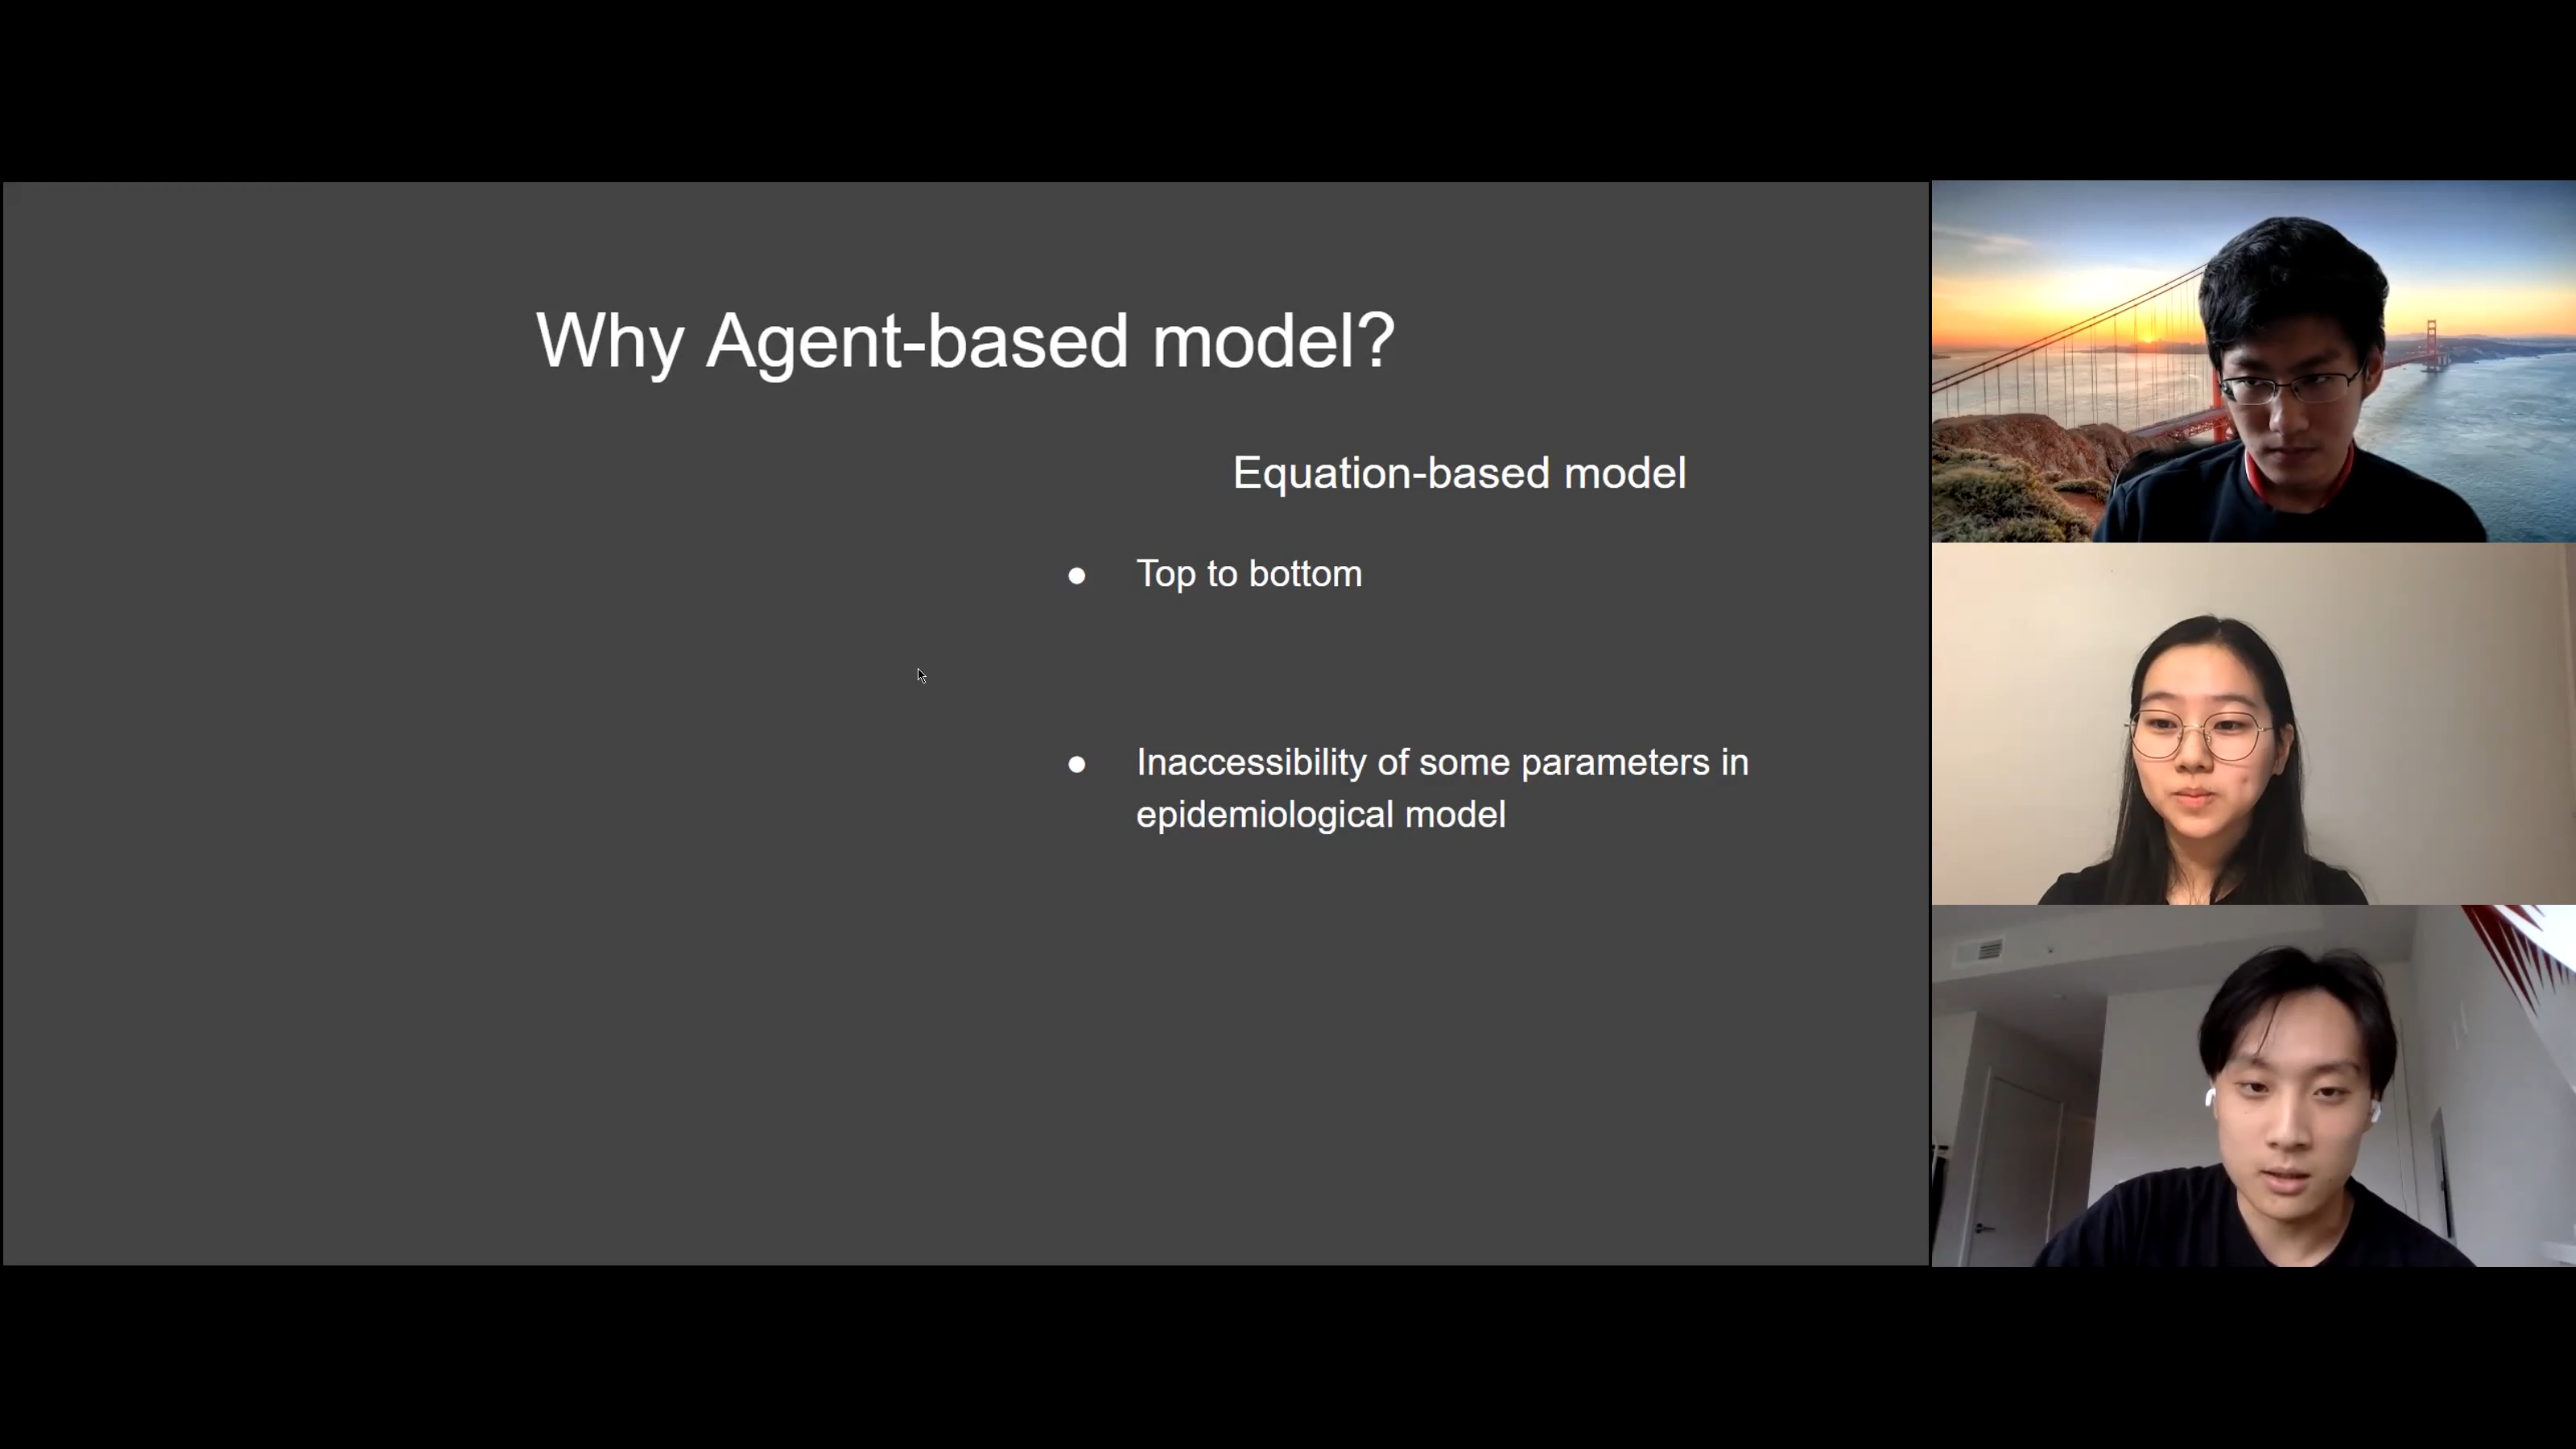 Why Agent-based model?
Equation-based model
● Top to bottom
● Inaccessibility of some parameters in
epidemiological model